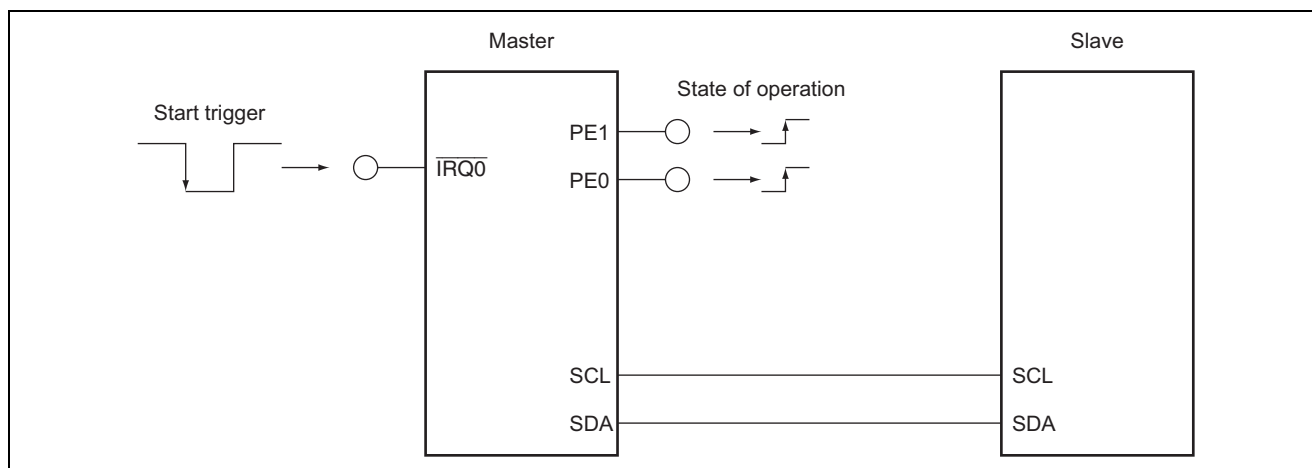 Master
Slave
Start trigger
State of operation
PE1
IRQ0
PE0
SCL
SCL
SDA
SDA